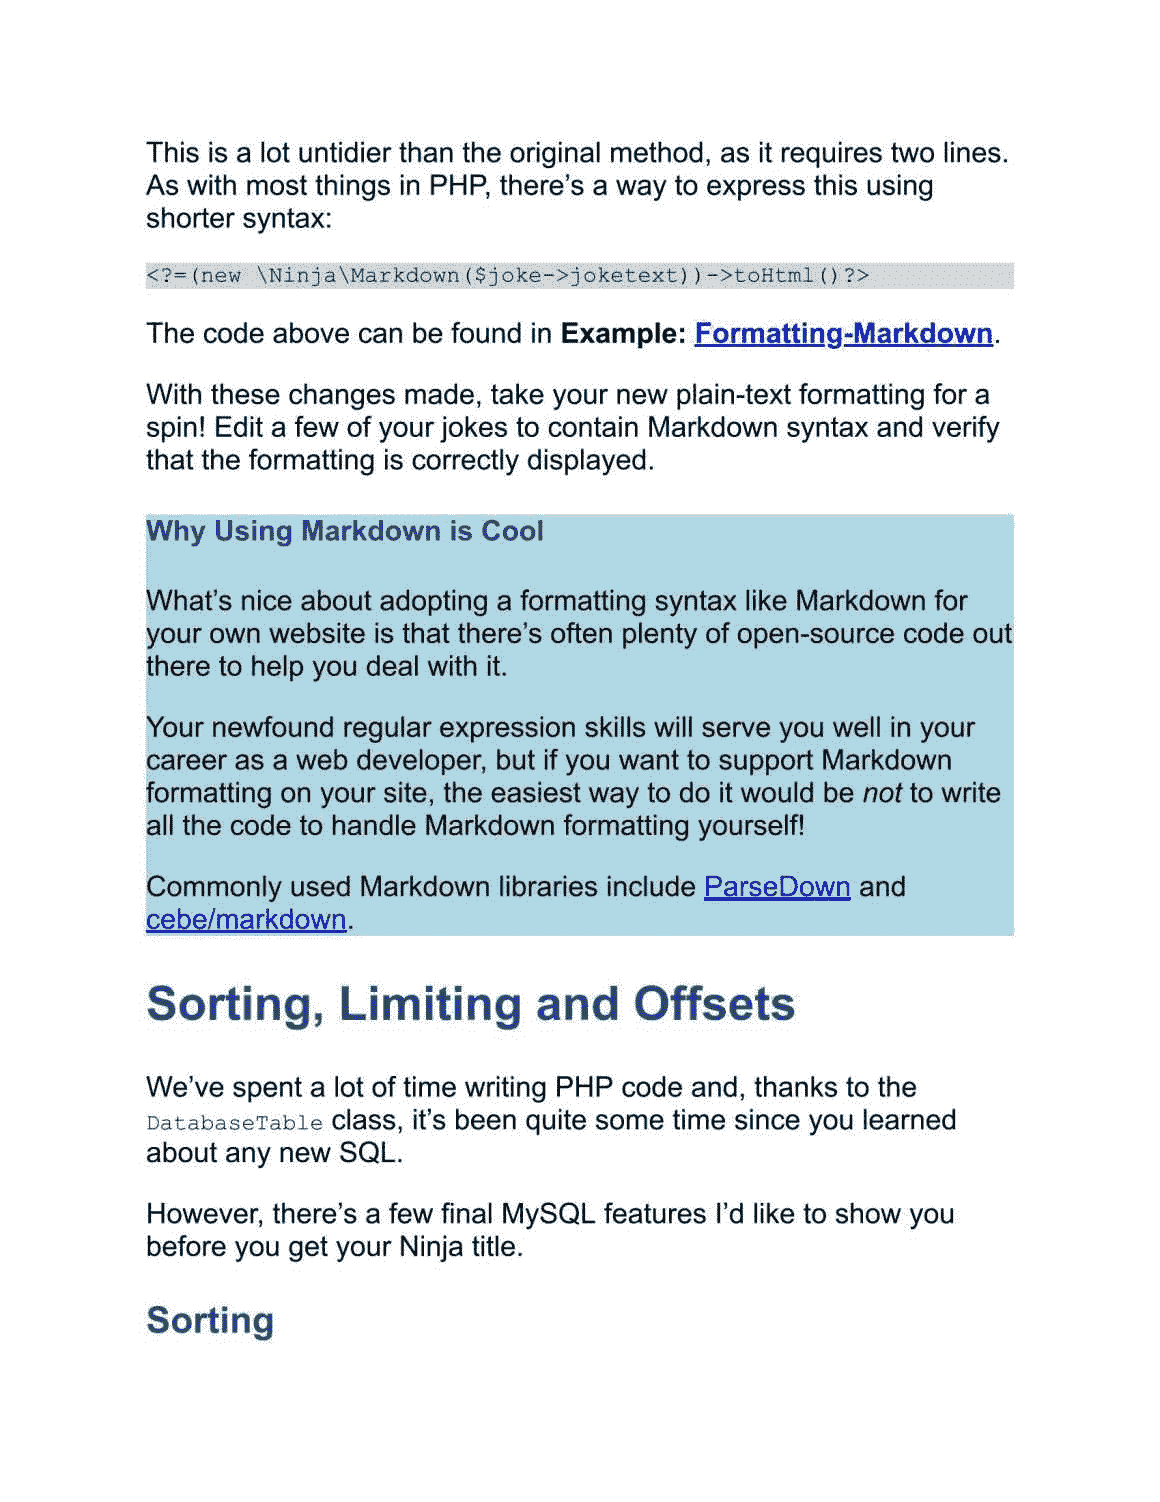 This is a lot untidier than the original method, as it requires two lines.
As with most things in PHP, there’s a way to express this using
shorter syntax:
<?=(new \Ninja\Markdown($joke->joketext))->toHtml()?>
The code above can be found in Example: Formatting-Markdown.
With these changes made, take your new plain-text formatting for a
spin! Edit a few of your jokes to contain Markdown syntax and verify
that the formatting is correctly displayed.
Why Using Markdown is Cool
What’s nice about adopting a formatting syntax like Markdown for
your own website is that there’s often plenty of open-source code out
there to help you deal with it.
Your newfound regular expression skills will serve you well in your
career as a web developer, but if you want to support Markdown
formatting on your site, the easiest way to do it would be not to write
all the code to handle Markdown formatting yourself!
Commonly used Markdown libraries include ParseDown and
cebe/markdown.
Sorting, Limiting and Offsets
We’ve spent a lot of time writing PHP code and, thanks to the
DatabaseTable class, it’s been quite some time since you learned
about any new SQL.
However, there’s a few final MySQL features I’d like to show you
before you get your Ninja title.
Sorting